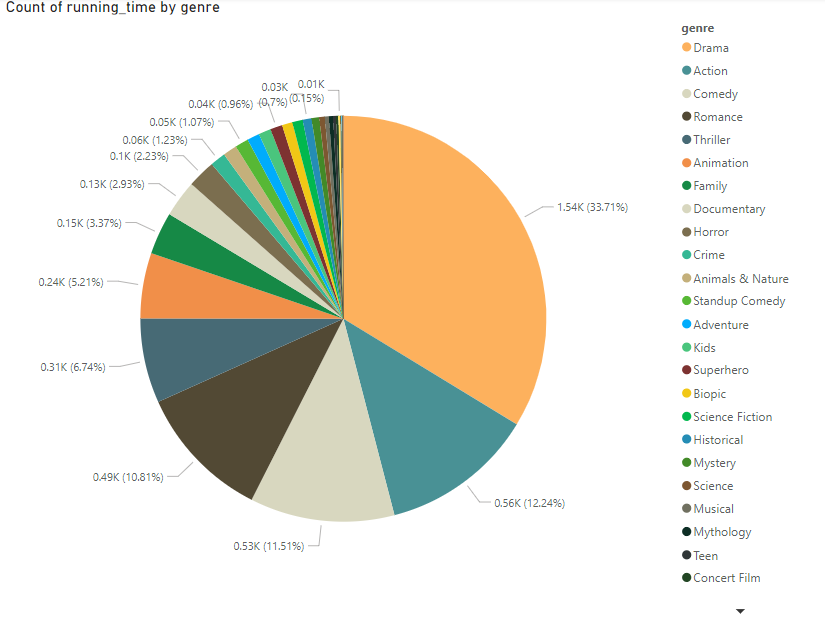 Count of running_time by genre
genre
Drama
Action
Comedy
Romance
Thriller
Animation
Family
Documentary
Horror
Crime
Animals & Nature
Standup Comedy
Adventure
Kids
Superhero
Biopic
Science Fiction
Historical
Mystery
Science
Musical
Mythology
Teen
Concert Film
1.54K (33.71%)
0.56K (12.24%)
0.53K (11.51%)
0.49K (10.81%)
0.31K (6.74%)
0.24K (5.21%)
0.15K (3.37%)
0.13K (2.93%)
0.1K (2.23%)
0.06K (1.23%)
0.05K (1.07%)
0.04K (0.96%)
0.03K
(0.7%)
0.01K
(0.15%)